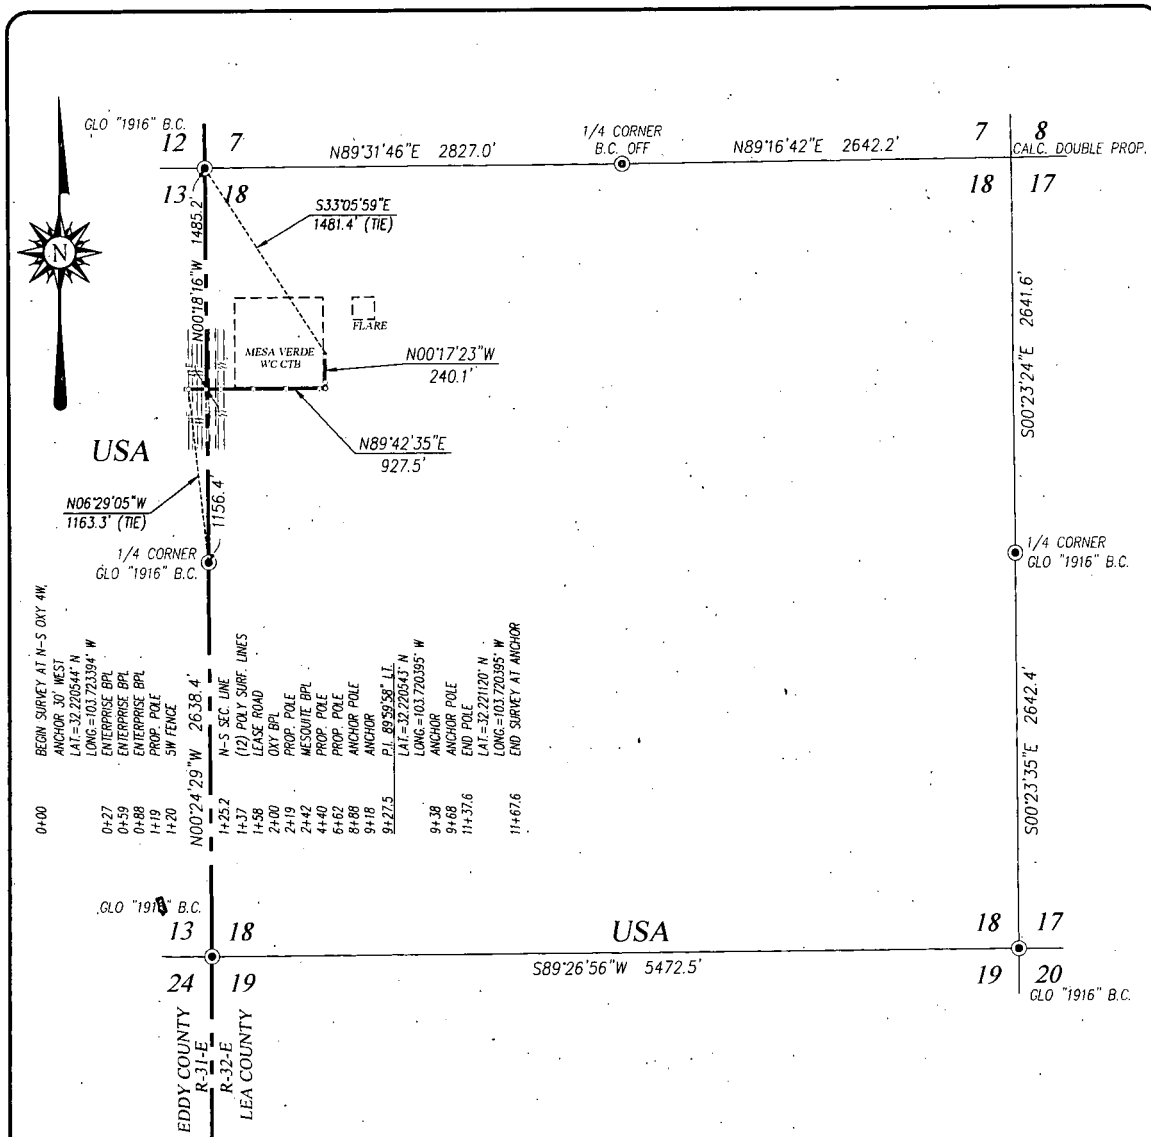 GLO "1916" B.C.
12 7
13 18
N89°31'46"E 2827.0'
1/4 CORNER
B.C. OFF
N89°16'42"E 2642.2'
7 8
CALC. DOUBLE PROP.
18 17
N00°18'16"W 1485.2'
S33°05'59"E
1481.4' (TIE)
N
FLARE
MESA VERDE
WC CTB
N00°17'23"W
240.1'
N89°42'35"E
927.5'
S00°23'24"E 2641.6'
USA
N06°29'05"W
1163.3' (TIE)
1156.4'
1/4 CORNER
GLO "1916" B.C.
1/4 CORNER
GLO "1916" B.C.
0+00 BEGIN SURVEY AT N-S OXY 4W,
ANCHOR 30' WEST
LAT.=32.220544° N
LONG.=103.723394° W
0+27 ENTERPRISE BPL
0+59 ENTERPRISE BPL
0+88 ENTERPRISE BPL
1+19 PROP. POLE
1+20 5W FENCE
N00°24'29"W 2638.4'
1+25.2 N-S SEC. LINE
1+37 (12) POLY SURF. LINES
1+58 LEASE ROAD
2+00 OXY BPL
2+19 PROP. POLE
2+42 MESQUITE BPL
4+40 PROP. POLE
6+62 PROP. POLE
8+88 ANCHOR POLE
9+18 ANCHOR
9+27.5 P.I. 89°59'58" LT.
LAT.=32.220543° N
LONG.=103.720395° W
9+38 ANCHOR
9+68 ANCHOR POLE
11+37.6 END POLE
LAT.=32.221120° N
LONG.=103.720395° W
11+67.6 END SURVEY AT ANCHOR
S00°23'35"E 2642.4'
GLO "1916" B.C.
13 18
24 19
USA
S89°26'56"W 5472.5'
18 17
19 20
GLO "1916" B.C.
EDDY COUNTY
R-31-E
R-32-E
LEA COUNTY